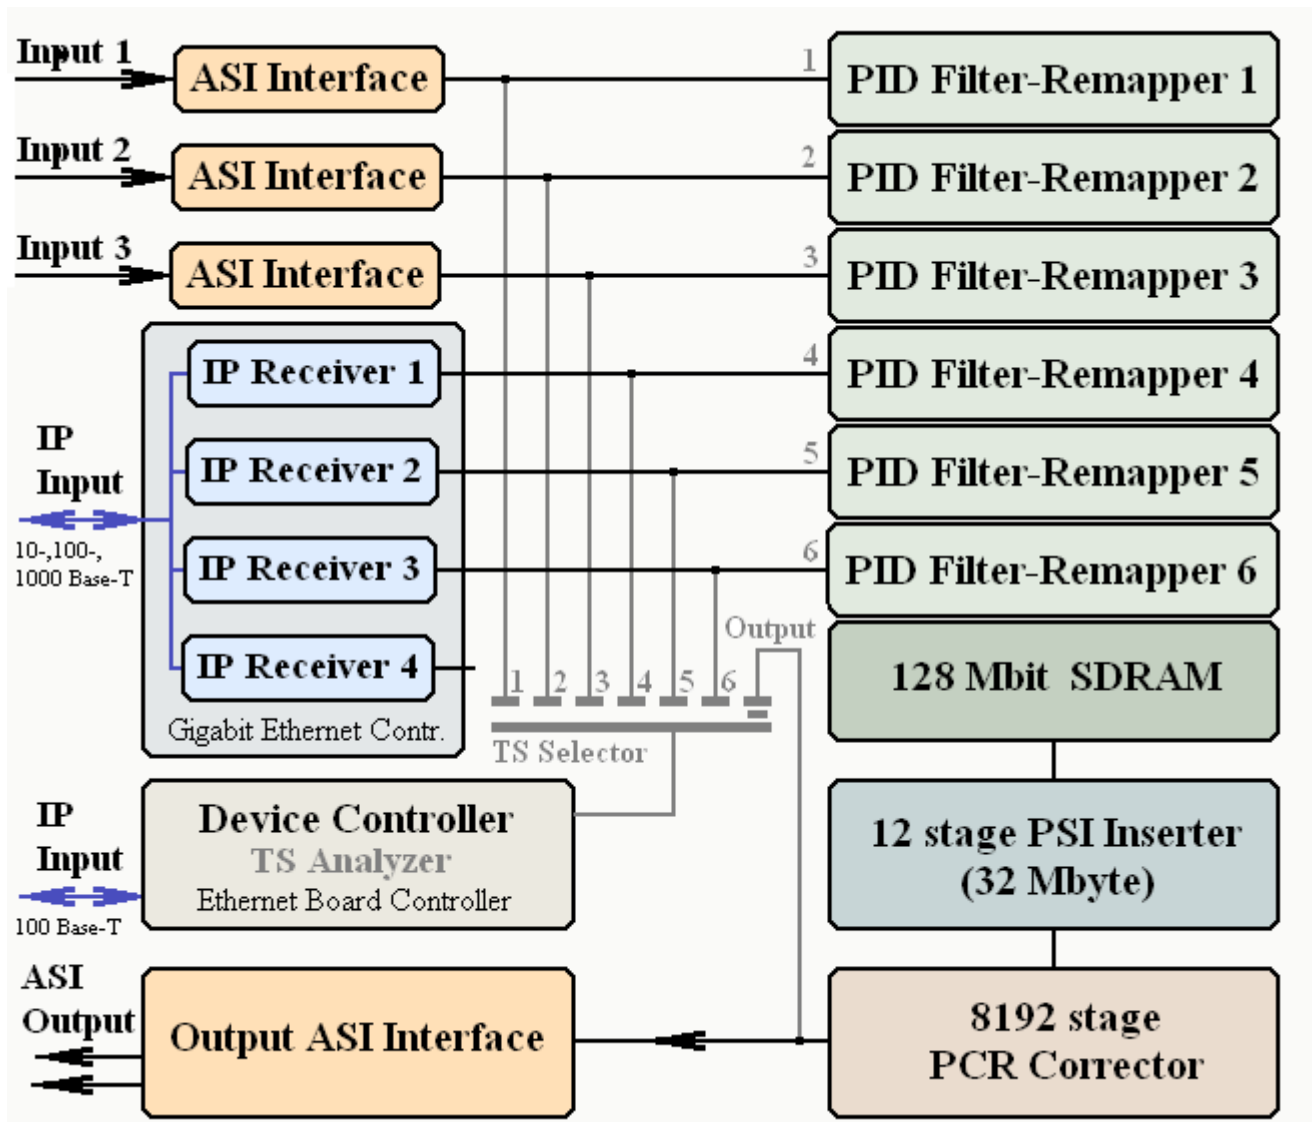 Input 1
ASI Interface
1
PID Filter-Remapper 1
Input 2
ASI Interface
2
PID Filter-Remapper 2
Input 3
ASI Interface
3
PID Filter-Remapper 3
IP Receiver 1
4
PID Filter-Remapper 4
IP
Input
10-,100-,
1000 Base-T
IP Receiver 2
5
PID Filter-Remapper 5
IP Receiver 3
6
PID Filter-Remapper 6
IP Receiver 4
Gigabit Ethernet Contr.
Output
1 2 3 4 5 6
TS Selector
128 Mbit SDRAM
IP
Input
100 Base-T
Device Controller
TS Analyzer
Ethernet Board Controller
12 stage PSI Inserter
(32 Mbyte)
ASI
Output
Output ASI Interface
8192 stage
PCR Corrector